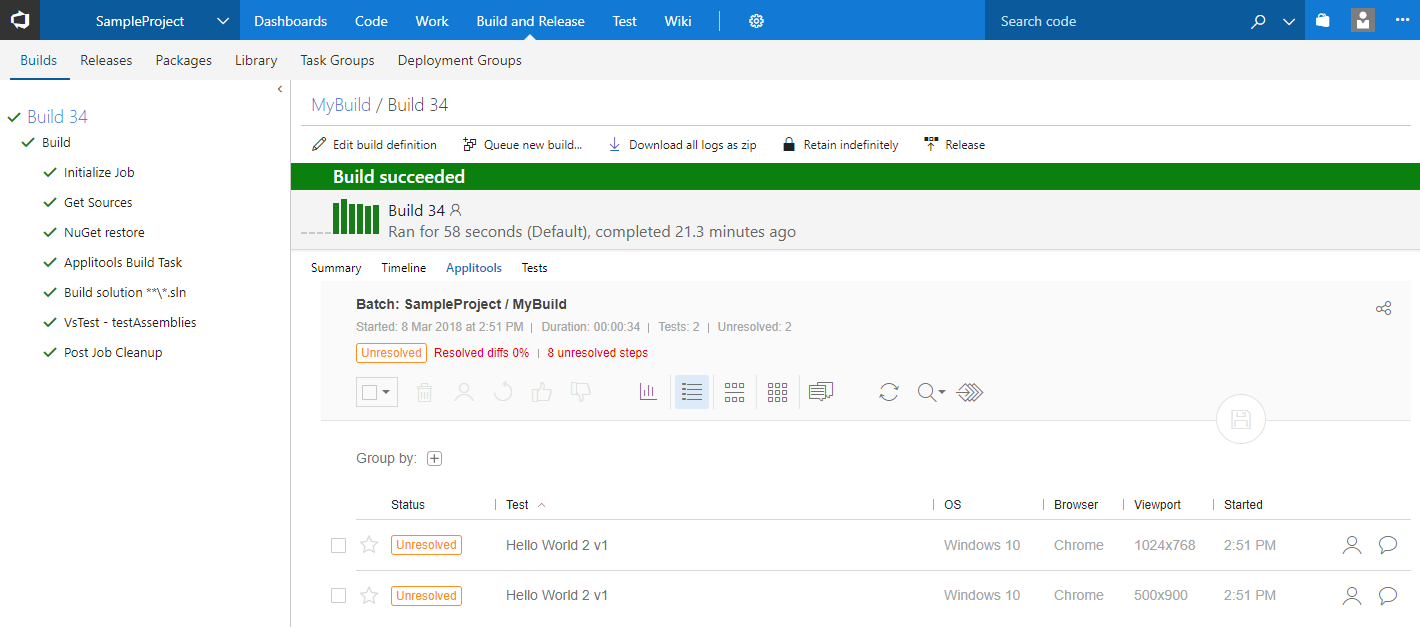 SampleProject Dashboards Code Work Build and Release Test Wiki Search code
Builds Releases Packages Library Task Groups Deployment Groups
Build 34
Build
Initialize Job
Get Sources
NuGet restore
Applitools Build Task
Build solution **\*.sln
VsTest - testAssemblies
Post Job Cleanup
MyBuild / Build 34
Edit build definition Queue new build... Download all logs as zip Retain indefinitely Release
Build succeeded
Build 34
Ran for 58 seconds (Default), completed 21.3 minutes ago
Summary Timeline Applitools Tests
Batch: SampleProject / MyBuild
Started: 8 Mar 2018 at 2:51 PM | Duration: 00:00:34 | Tests: 2 | Unresolved: 2
Unresolved Resolved diffs 0% | 8 unresolved steps
Group by:
Status | Test | OS | Browser | Viewport | Started
Unresolved Hello World 2 v1 Windows 10 Chrome 1024x768 2:51 PM
Unresolved Hello World 2 v1 Windows 10 Chrome 500x900 2:51 PM